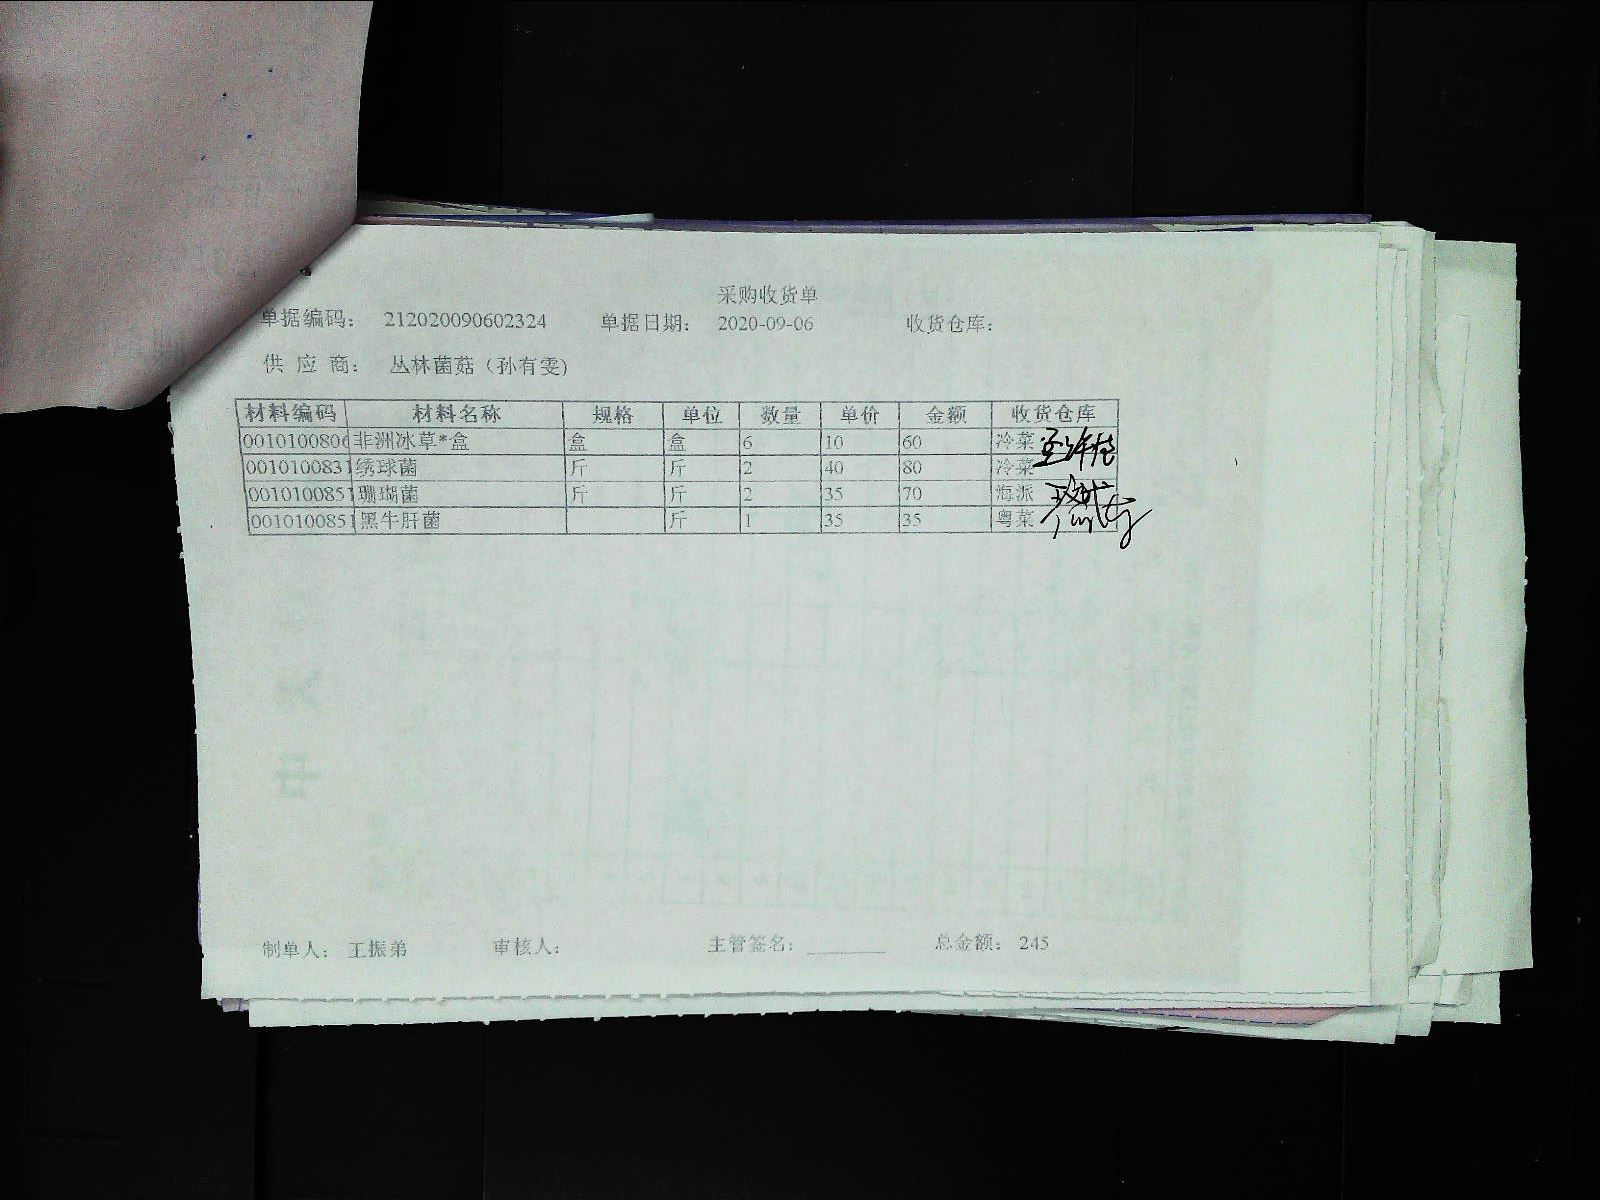 采购收货单
单据编码： 212020090602324 单据日期： 2020-09-06 收货仓库：
供 应 商： 丛林菌菇（孙有雯）
材料编码 材料名称 规格 单位 数量 单价 金额 收货仓库
0010100806 非洲冰草*盒 盒 盒 6 10 60 冷菜
0010100831 绣球菌 斤 斤 2 40 80 冷菜
0010100851 珊瑚菌 斤 斤 2 35 70 海派
0010100851 黑牛肝菌 斤 1 35 35 粤菜
制单人： 王振弟 审核人： 主管签名： 总金额： 245